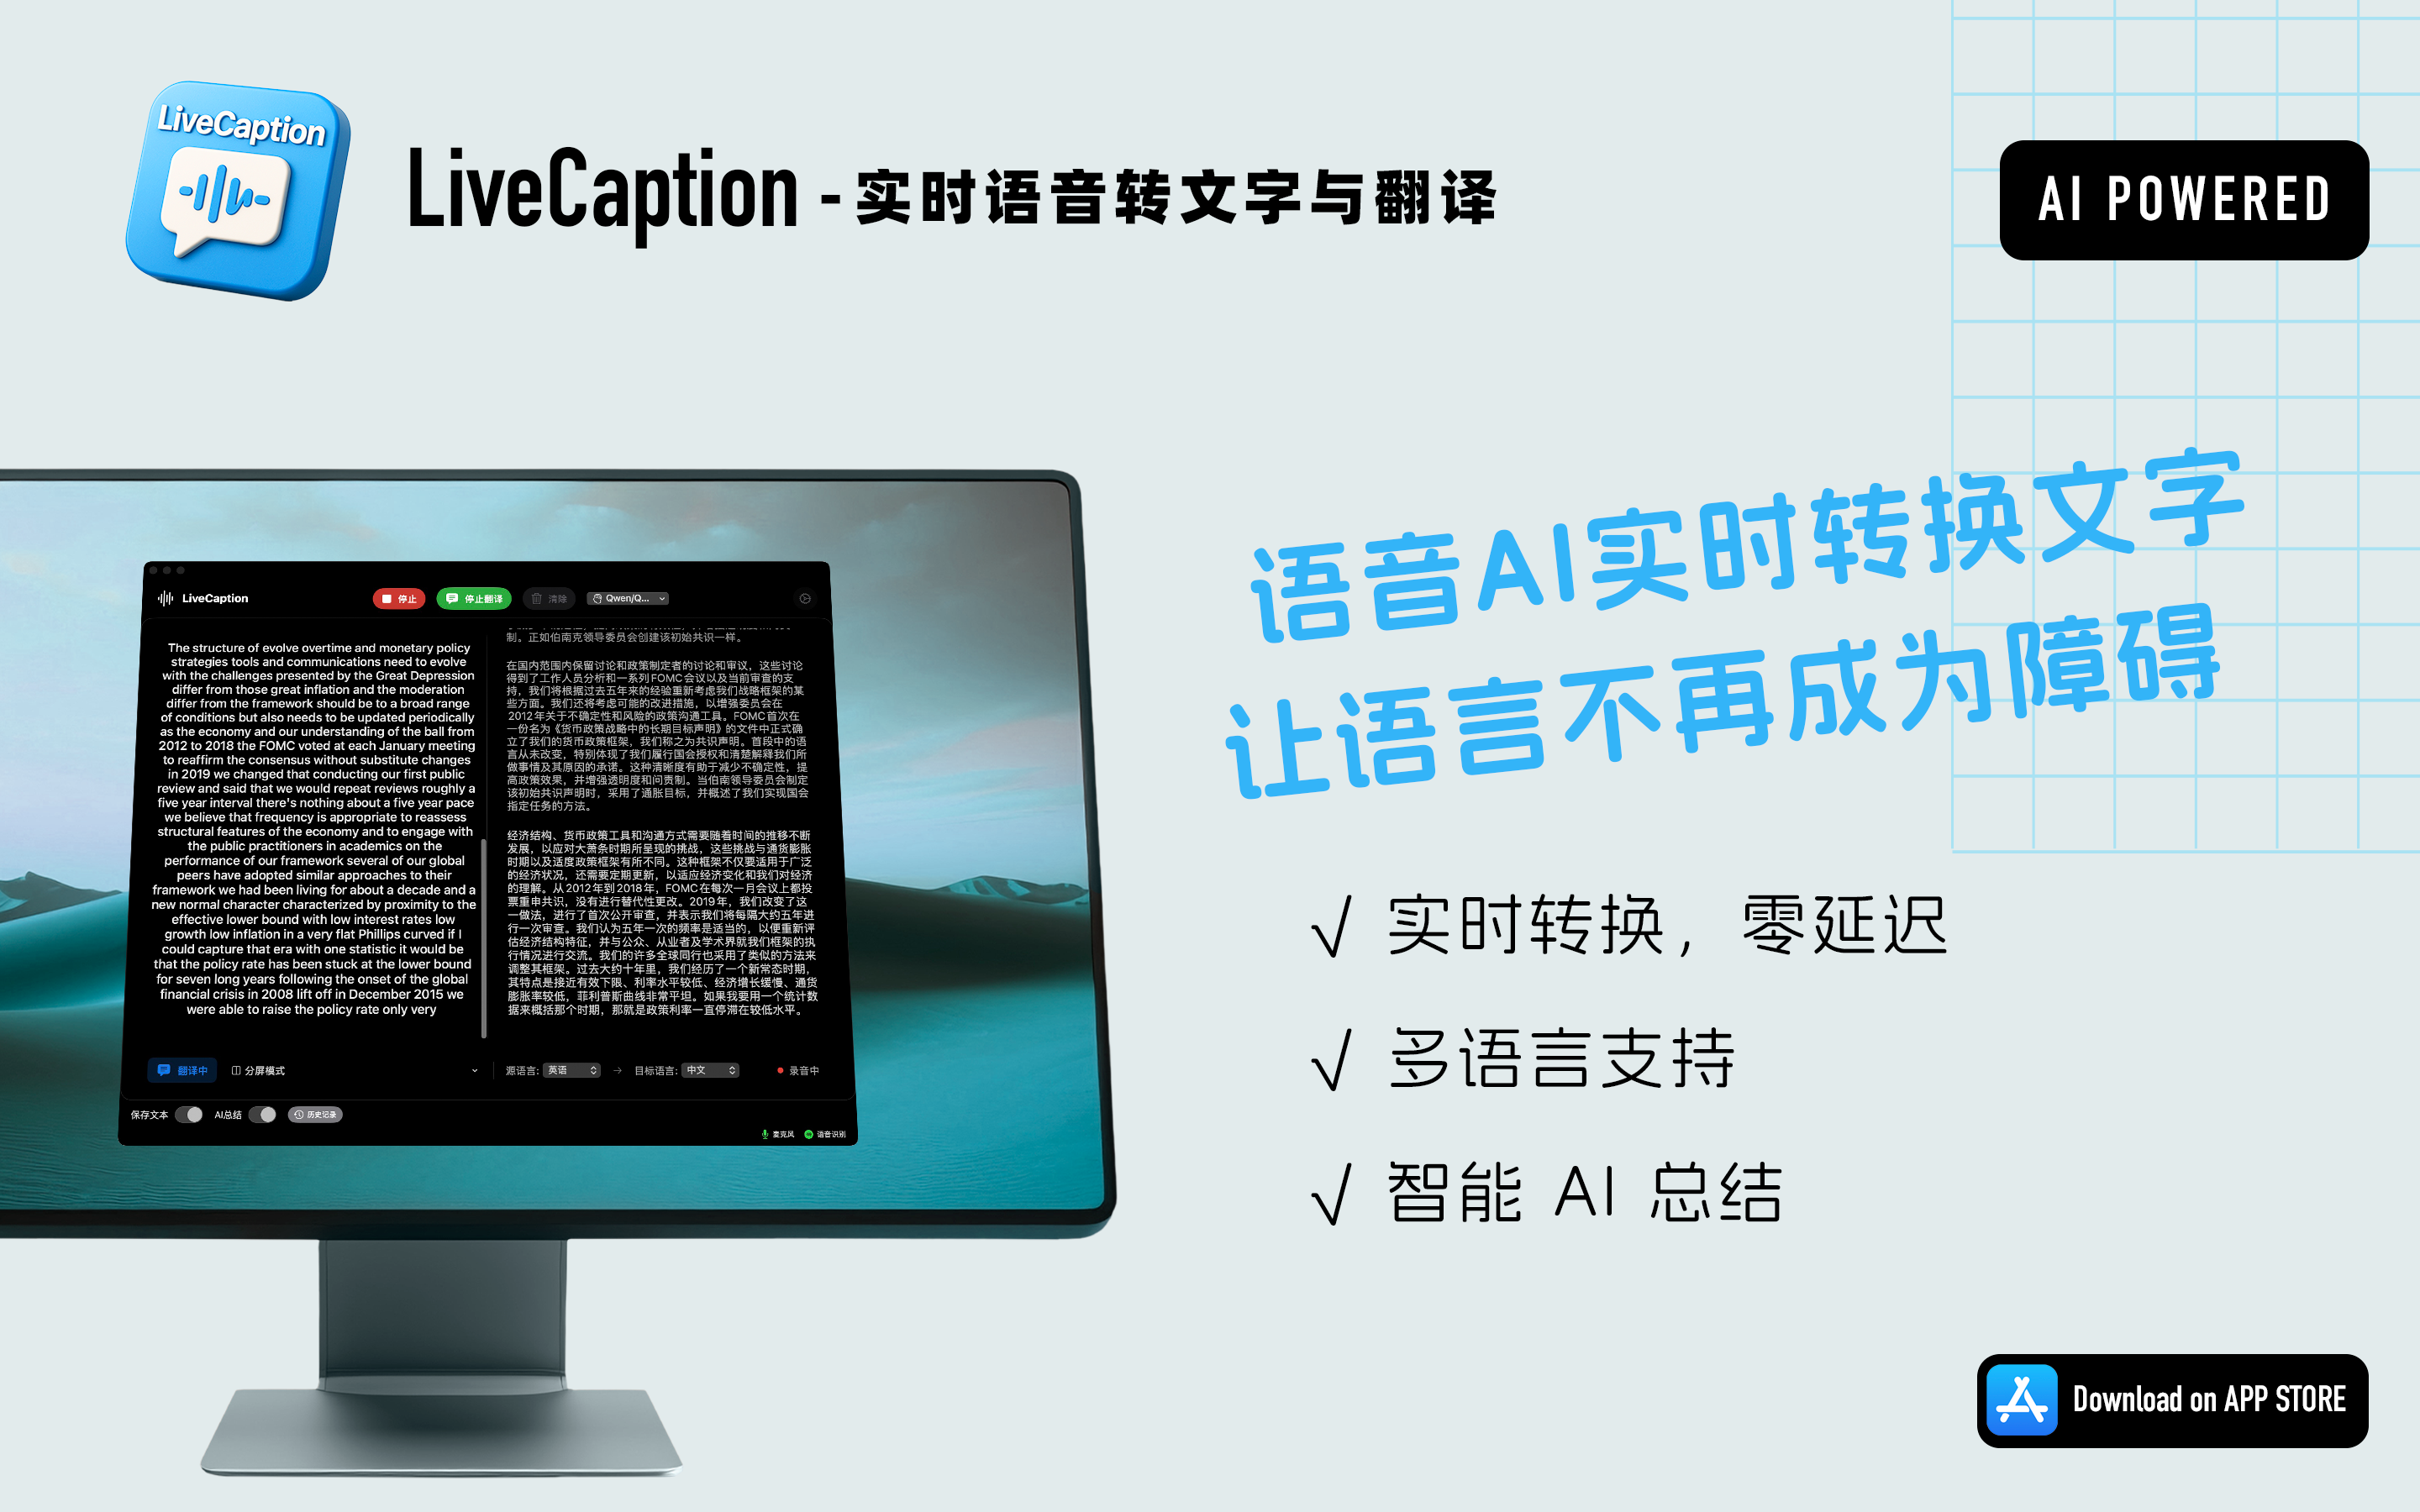 LiveCaption
LiveCaption - 实时语音转文字与翻译
AI POWERED
语音AI实时转换文字
让语言不再成为障碍
√ 实时转换，零延迟
√ 多语言支持
√ 智能 AI 总结
Download on APP STORE
LiveCaption
停止
停止翻译
清除
Qwen/Q...
The structure of evolve overtime and monetary policy
strategies tools and communications need to evolve
with the challenges presented by the Great Depression
differ from those great inflation and the moderation
differ from the framework should be to a broad range
of conditions but also needs to be updated periodically
as the economy and our understanding of the ball from
2012 to 2018 the FOMC voted at each January meeting
to reaffirm the consensus without substitute changes
in 2019 we changed that conducting our first public
review and said that we would repeat reviews roughly a
five year interval there's nothing about a five year pace
we believe that frequency is appropriate to reassess
structural features of the economy and to engage with
the public practitioners in academics on the
performance of our framework several of our global
peers have adopted similar approaches to their
framework we had been living for about a decade and a
new normal character characterized by proximity to the
effective lower bound with low interest rates low
growth low inflation in a very flat Phillips curved if I
could capture that era with one statistic it would be
that the policy rate has been stuck at the lower bound
for seven long years following the onset of the global
financial crisis in 2008 lift off in December 2015 we
were able to raise the policy rate only very
制。正如伯南克领导委员会创建该初始共识一样。
在国内范围内保留讨论和政策制定者的讨论和审议，这些讨论
得到了工作人员分析和一系列FOMC会议以及当前审查的支
持，我们将根据过去五年来的经验重新考虑我们战略框架的某
些方面。我们还将考虑可能的改进措施，以增强委员会在
2012年关于不确定性和风险的政策沟通工具。FOMC首次在
一份名为《货币政策战略中的长期目标声明》的文件中正式确
立了我们的货币政策框架，我们称之为共识声明。首段中的语
言从未改变，特别体现了我们履行国会授权和清楚解释我们所
做事情及其原因的承诺。这种清晰度有助于减少不确定性，提
高政策效果，并增强透明度和问责制。当伯南领导委员会制定
该初始共识声明时，采用了通胀目标，并概述了我们实现国会
指定任务的方法。
经济结构、货币政策工具和沟通方式需要随着时间的推移不断
发展，以应对大萧条时期所呈现的挑战，这些挑战与通货膨胀
时期以及适度政策框架有所不同。这种框架不仅要适用于广泛
的经济状况，还需要定期更新，以适应经济变化和我们对经济
的理解。从2012年到2018年，FOMC在每次一月会议上都投
票重申共识，没有进行替代性更改。2019年，我们改变了这
一做法，进行了首次公开审查，并表示我们将每隔大约五年进
行一次审查。我们认为五年一次的频率是适当的，以便重新评
估经济结构特征，并与公众、从业者及学术界就我们框架的执
行情况进行交流。我们的许多全球同行也采用了类似的方法来
调整其框架。过去大约十年里，我们经历了一个新常态时期，
其特点是接近有效下限、利率水平较低、经济增长缓慢、通货
膨胀率较低，菲利普斯曲线非常平坦。如果我要用一个统计数
据来概括那个时期，那就是政策利率一直停滞在较低水平。
翻译中
分屏模式
源语言: 英语 → 目标语言: 中文
录音中
保存文本
AI总结
历史记录
麦克风
语音识别